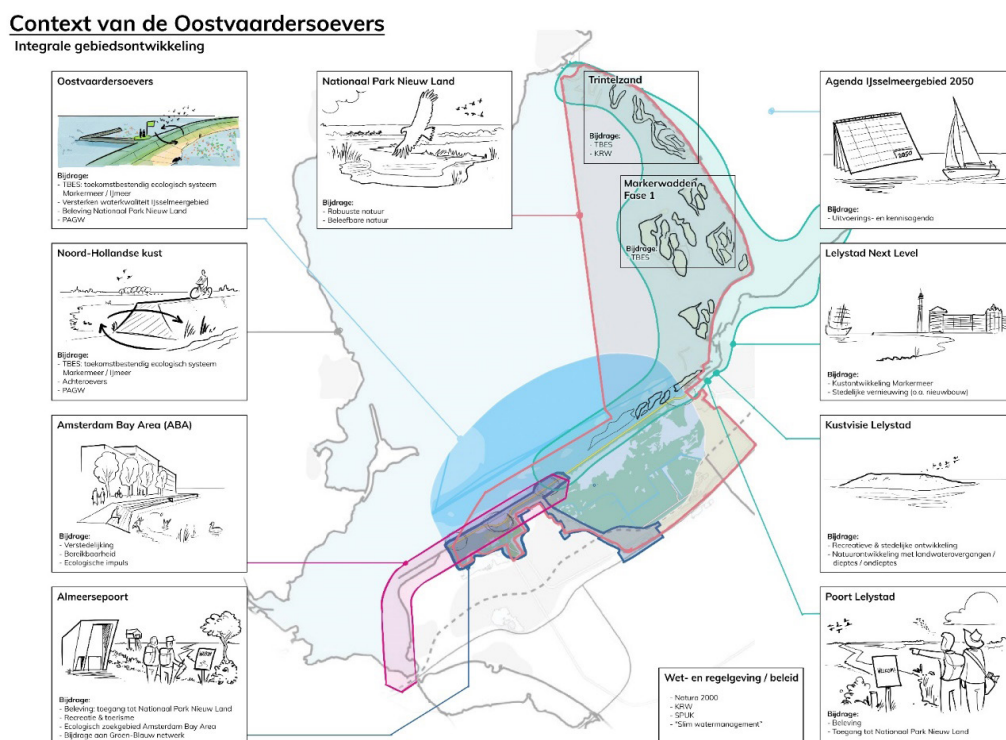 Context van de Oostvaardersoevers
Integrale gebiedsontwikkeling
Oostvaardersoevers
Bijdrage:
- TBES: toekomstbestendig ecologisch systeem
Markermeer / IJmeer
- Versterken waterkwaliteit IJsselmeergebied
- Beleving Nationaal Park Nieuw Land
- PAGW
Noord-Hollandse kust
Bijdrage:
- TBES: toekomstbestendig ecologisch systeem
Markermeer / IJmeer
- Achteroevers
- PAGW
Amsterdam Bay Area (ABA)
Bijdrage:
- Verstedelijking
- Bereikbaarheid
- Ecologische impuls
Almeersepoort
Bijdrage:
- Beleving: toegang tot Nationaal Park Nieuw Land
- Recreatie & toerisme
- Ecologisch zoekgebied Amsterdam Bay Area
- Bijdrage aan Groen-Blauw netwerk
Nationaal Park Nieuw Land
Bijdrage:
- Robuuste natuur
- Beleefbare natuur
Trintelzand
Bijdrage:
- TBES
- KRW
Markerwadden
Fase 1
Bijdrage:
- TBES
Agenda IJsselmeergebied 2050
2050
Bijdrage:
- Uitvoerings- en kennisagenda
Lelystad Next Level
Bijdrage:
- Kustontwikkeling Markermeer
- Stedelijke vernieuwing (o.a. nieuwbouw)
Kustvisie Lelystad
Bijdrage:
- Recreatieve & stedelijke ontwikkeling
- Natuurontwikkeling met landwaterovergangen /
dieptes / ondieptes
Poort Lelystad
WELKOM
Bijdrage:
- Beleving
- Toegang tot Nationaal Park Nieuw Land
Wet- en regelgeving / beleid
- Natura 2000
- KRW
- SPUK
- "Slim watermanagement"